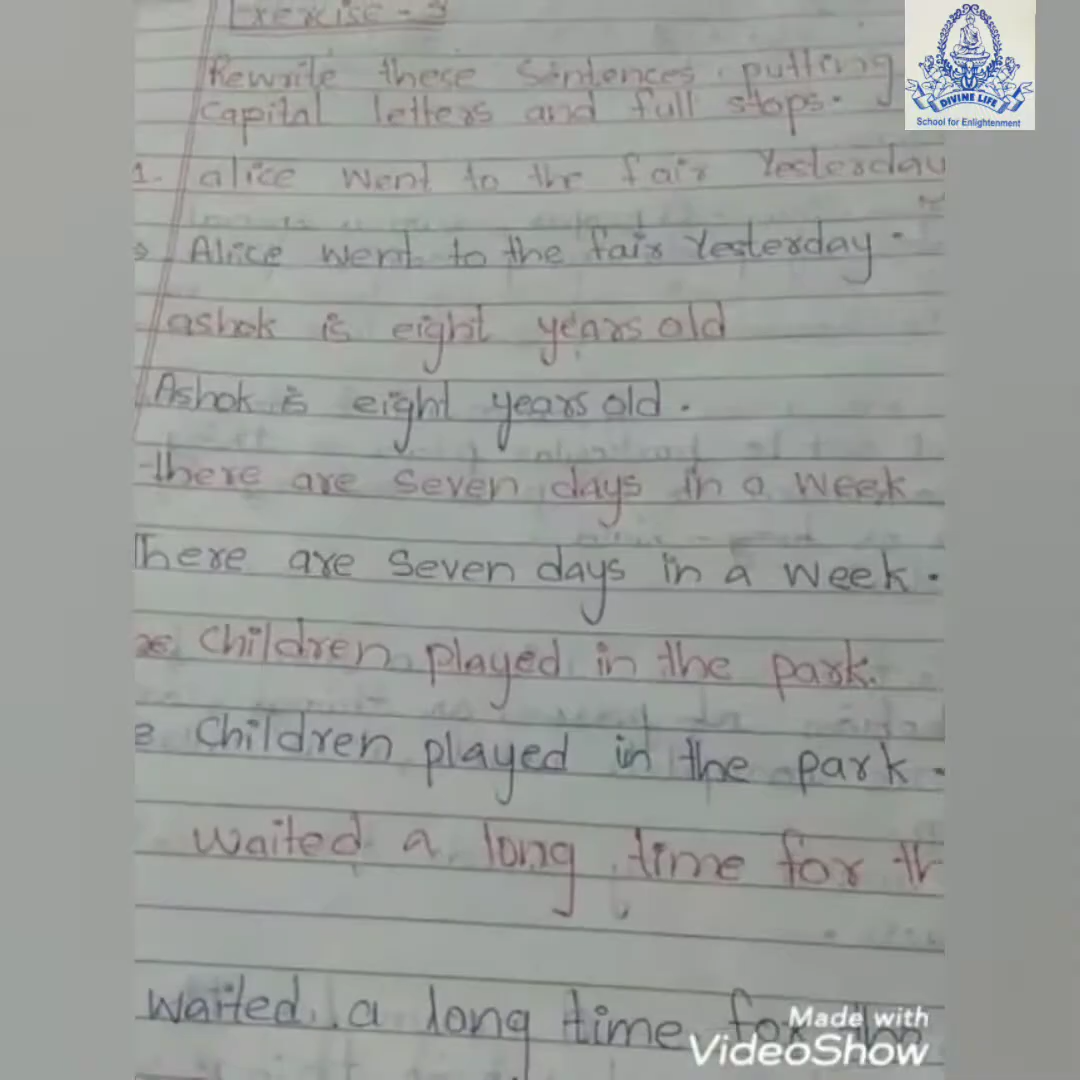 Exercise - 3
Rewrite these Sentences putting
Capital letters and full stops.
1. alice went to the fair Yesterday
Alice went to the fair Yesterday.
ashok is eight years old
Ashok is eight years old.
there are seven days in a week
There are seven days in a week.
children played in the park.
children played in the park.
waited a long time for
waited a long time for
DIVINE LIFE
School for Enlightenment
Made with
VideoShow